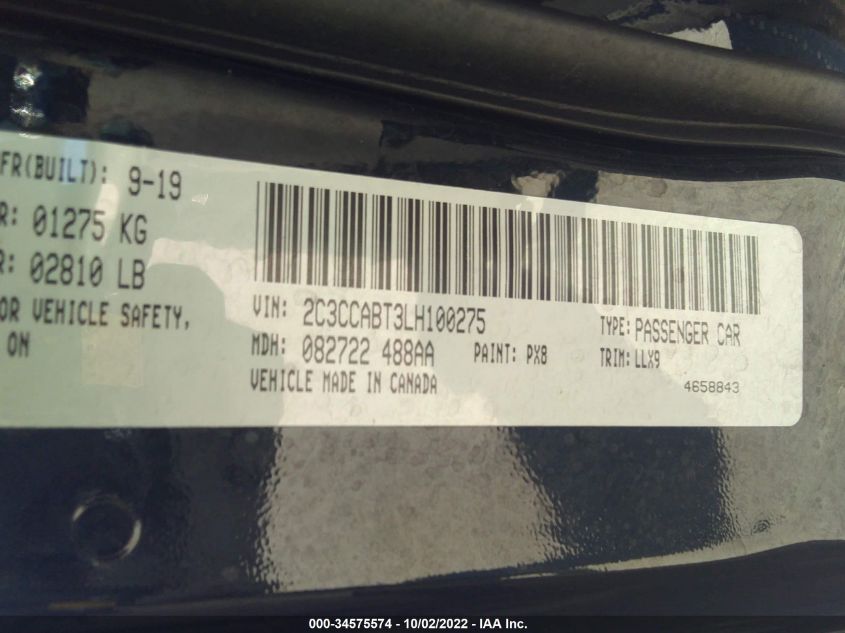 FR(BUILT): 9-19
R: 01275 KG
R: 02810 LB
OR VEHICLE SAFETY,
ON
VIN: 2C3CCABT3LH100275
TYPE: PASSENGER CAR
MDH: 082722 488AA
PAINT: PX8
TRIM: LLX9
VEHICLE MADE IN CANADA
4658843
000-34575574 - 10/02/2022 - IAA Inc.